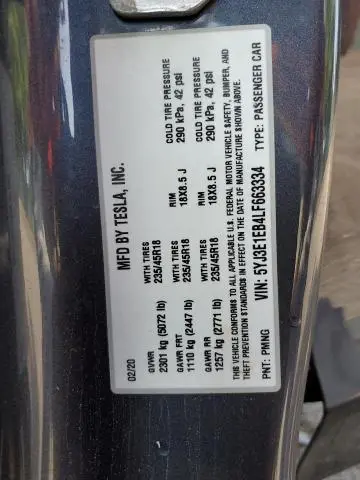 MFD BY TESLA, INC.
02/20
GVWR
2301 kg (5072 lb)
WITH TIRES
235/45R18
RIM
18X8.5 J
COLD TIRE PRESSURE
290 kPa, 42 psi
GAWR FRT
1110 kg (2447 lb)
WITH TIRES
235/45R18
RIM
18X8.5 J
COLD TIRE PRESSURE
290 kPa, 42 psi
GAWR RR
1257 kg (2771 lb)
THIS VEHICLE CONFORMS TO ALL APPLICABLE U.S. FEDERAL MOTOR VEHICLE SAFETY, BUMPER, AND
THEFT PREVENTION STANDARDS IN EFFECT ON THE DATE OF MANUFACTURE SHOWN ABOVE.
VIN: 5YJ3E1EB4LF663334
PNT: PMNG
TYPE: PASSENGER CAR